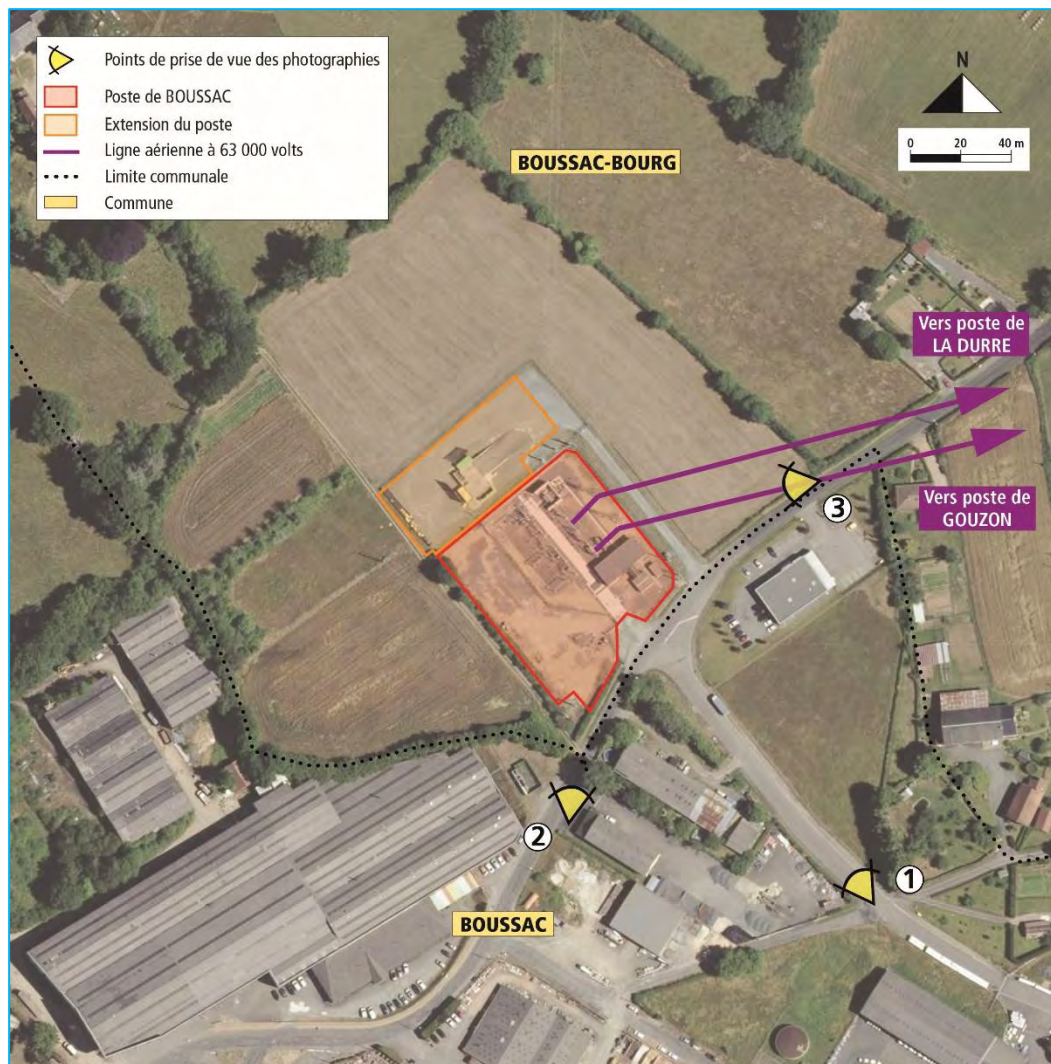 Points de prise de vue des photographies
Poste de BOUSSAC
Extension du poste
Ligne aérienne à 63 000 volts
Limite communale
Commune
N
0 20 40 m
BOUSSAC-BOURG
Vers poste de
LA DURRE
Vers poste de
GOUZON
3
2
1
BOUSSAC